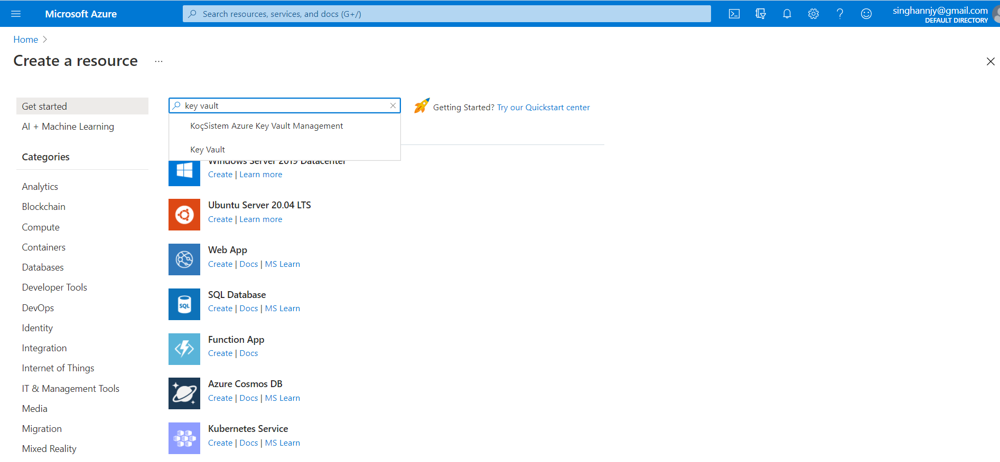 Microsoft Azure
Search resources, services, and docs (G+/)
singhannjy@gmail.com
DEFAULT DIRECTORY
Home
Create a resource
...
Get started
AI + Machine Learning
Categories
Analytics
Blockchain
Compute
Containers
Databases
Developer Tools
DevOps
Identity
Integration
Internet of Things
IT & Management Tools
Media
Migration
Mixed Reality
key vault
Getting Started? Try our Quickstart center
KoçSistem Azure Key Vault Management
Key Vault
Windows Server 2019 Datacenter
Create | Learn more
Ubuntu Server 20.04 LTS
Create | Learn more
Web App
Create | Docs | MS Learn
SQL
SQL Database
Create | Docs | MS Learn
Function App
Create | Docs
Azure Cosmos DB
Create | Docs | MS Learn
Kubernetes Service
Create | Docs | MS Learn